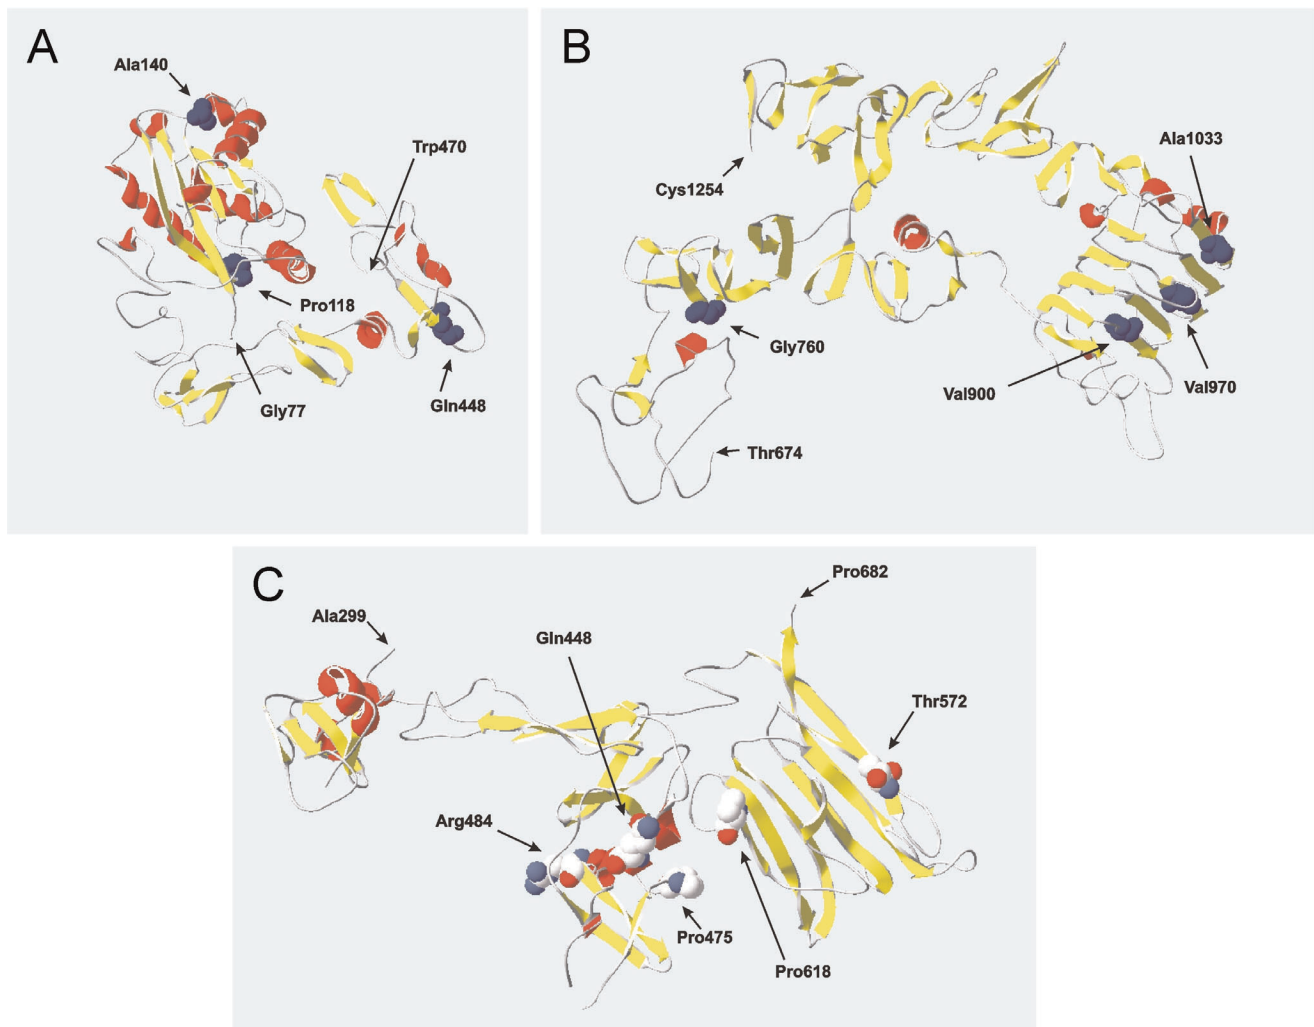 A
Ala140
Trp470
Pro118
Gly77
Gln448
B
Cys1254
Ala1033
Gly760
Val900
Val970
Thr674
C
Pro682
Ala299
Gln448
Thr572
Arg484
Pro475
Pro618